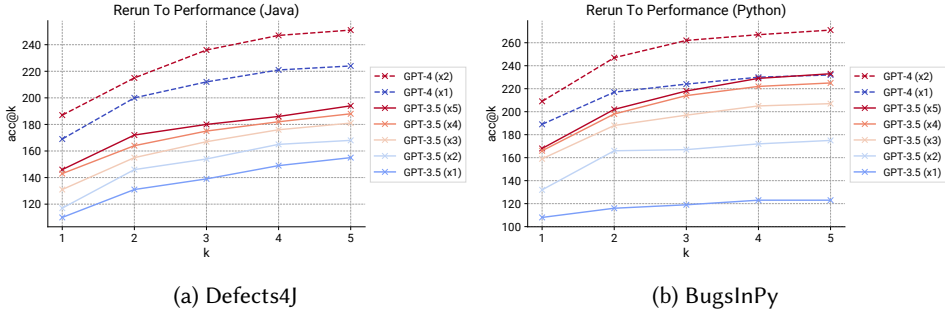 Rerun To Performance (Java)
acc@k
240
220
200
180
160
140
120
1 2 3 4 5
k
GPT-4 (x2)
GPT-4 (x1)
GPT-3.5 (x5)
GPT-3.5 (x4)
GPT-3.5 (x3)
GPT-3.5 (x2)
GPT-3.5 (x1)
(a) Defects4J
Rerun To Performance (Python)
acc@k
260
240
220
200
180
160
140
120
100
1 2 3 4 5
k
GPT-4 (x2)
GPT-4 (x1)
GPT-3.5 (x5)
GPT-3.5 (x4)
GPT-3.5 (x3)
GPT-3.5 (x2)
GPT-3.5 (x1)
(b) BugsInPy